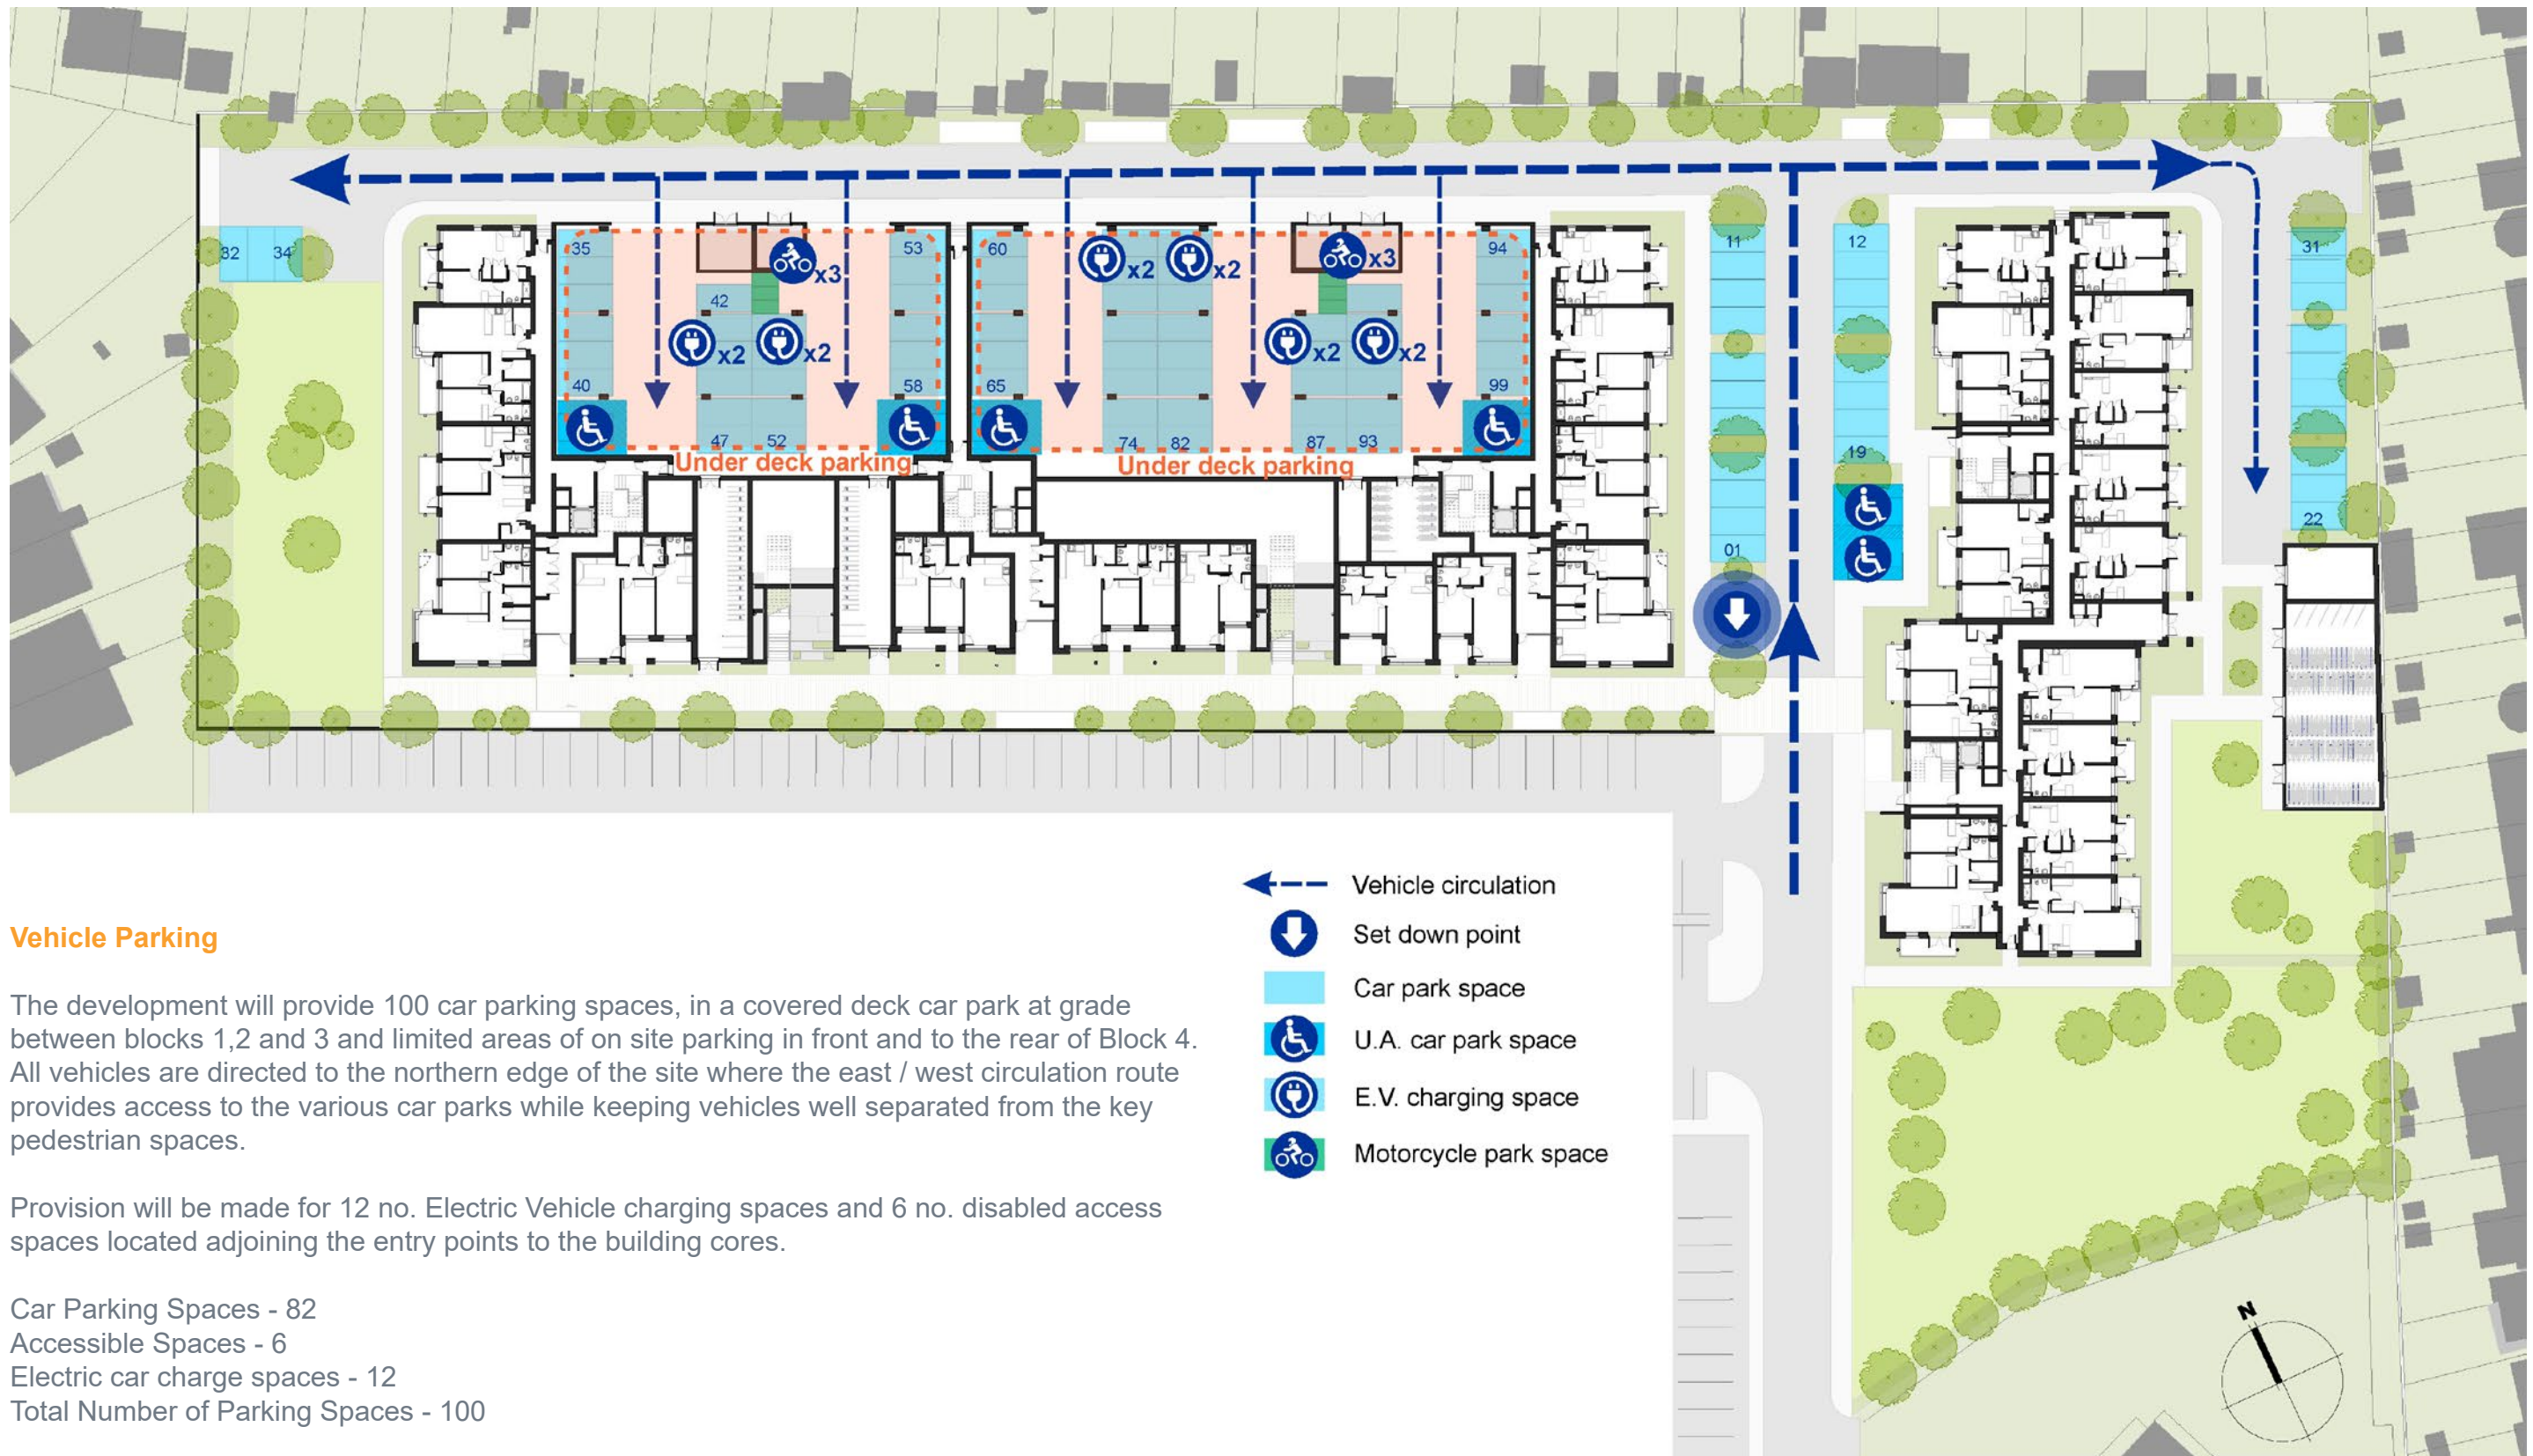 32
34
35
53
60
x2
x2
94
11
12
31
x3
x3
42
x2
x2
x2
x2
40
58
65
99
47
52
74
82
87
93
19
22
01
Under deck parking
Under deck parking
Vehicle circulation
Set down point
Car park space
U.A. car park space
E.V. charging space
Motorcycle park space
Vehicle Parking
The development will provide 100 car parking spaces, in a covered deck car park at grade
between blocks 1,2 and 3 and limited areas of on site parking in front and to the rear of Block 4.
All vehicles are directed to the northern edge of the site where the east / west circulation route
provides access to the various car parks while keeping vehicles well separated from the key
pedestrian spaces.
Provision will be made for 12 no. Electric Vehicle charging spaces and 6 no. disabled access
spaces located adjoining the entry points to the building cores.
Car Parking Spaces - 82
Accessible Spaces - 6
Electric car charge spaces - 12
Total Number of Parking Spaces - 100
N